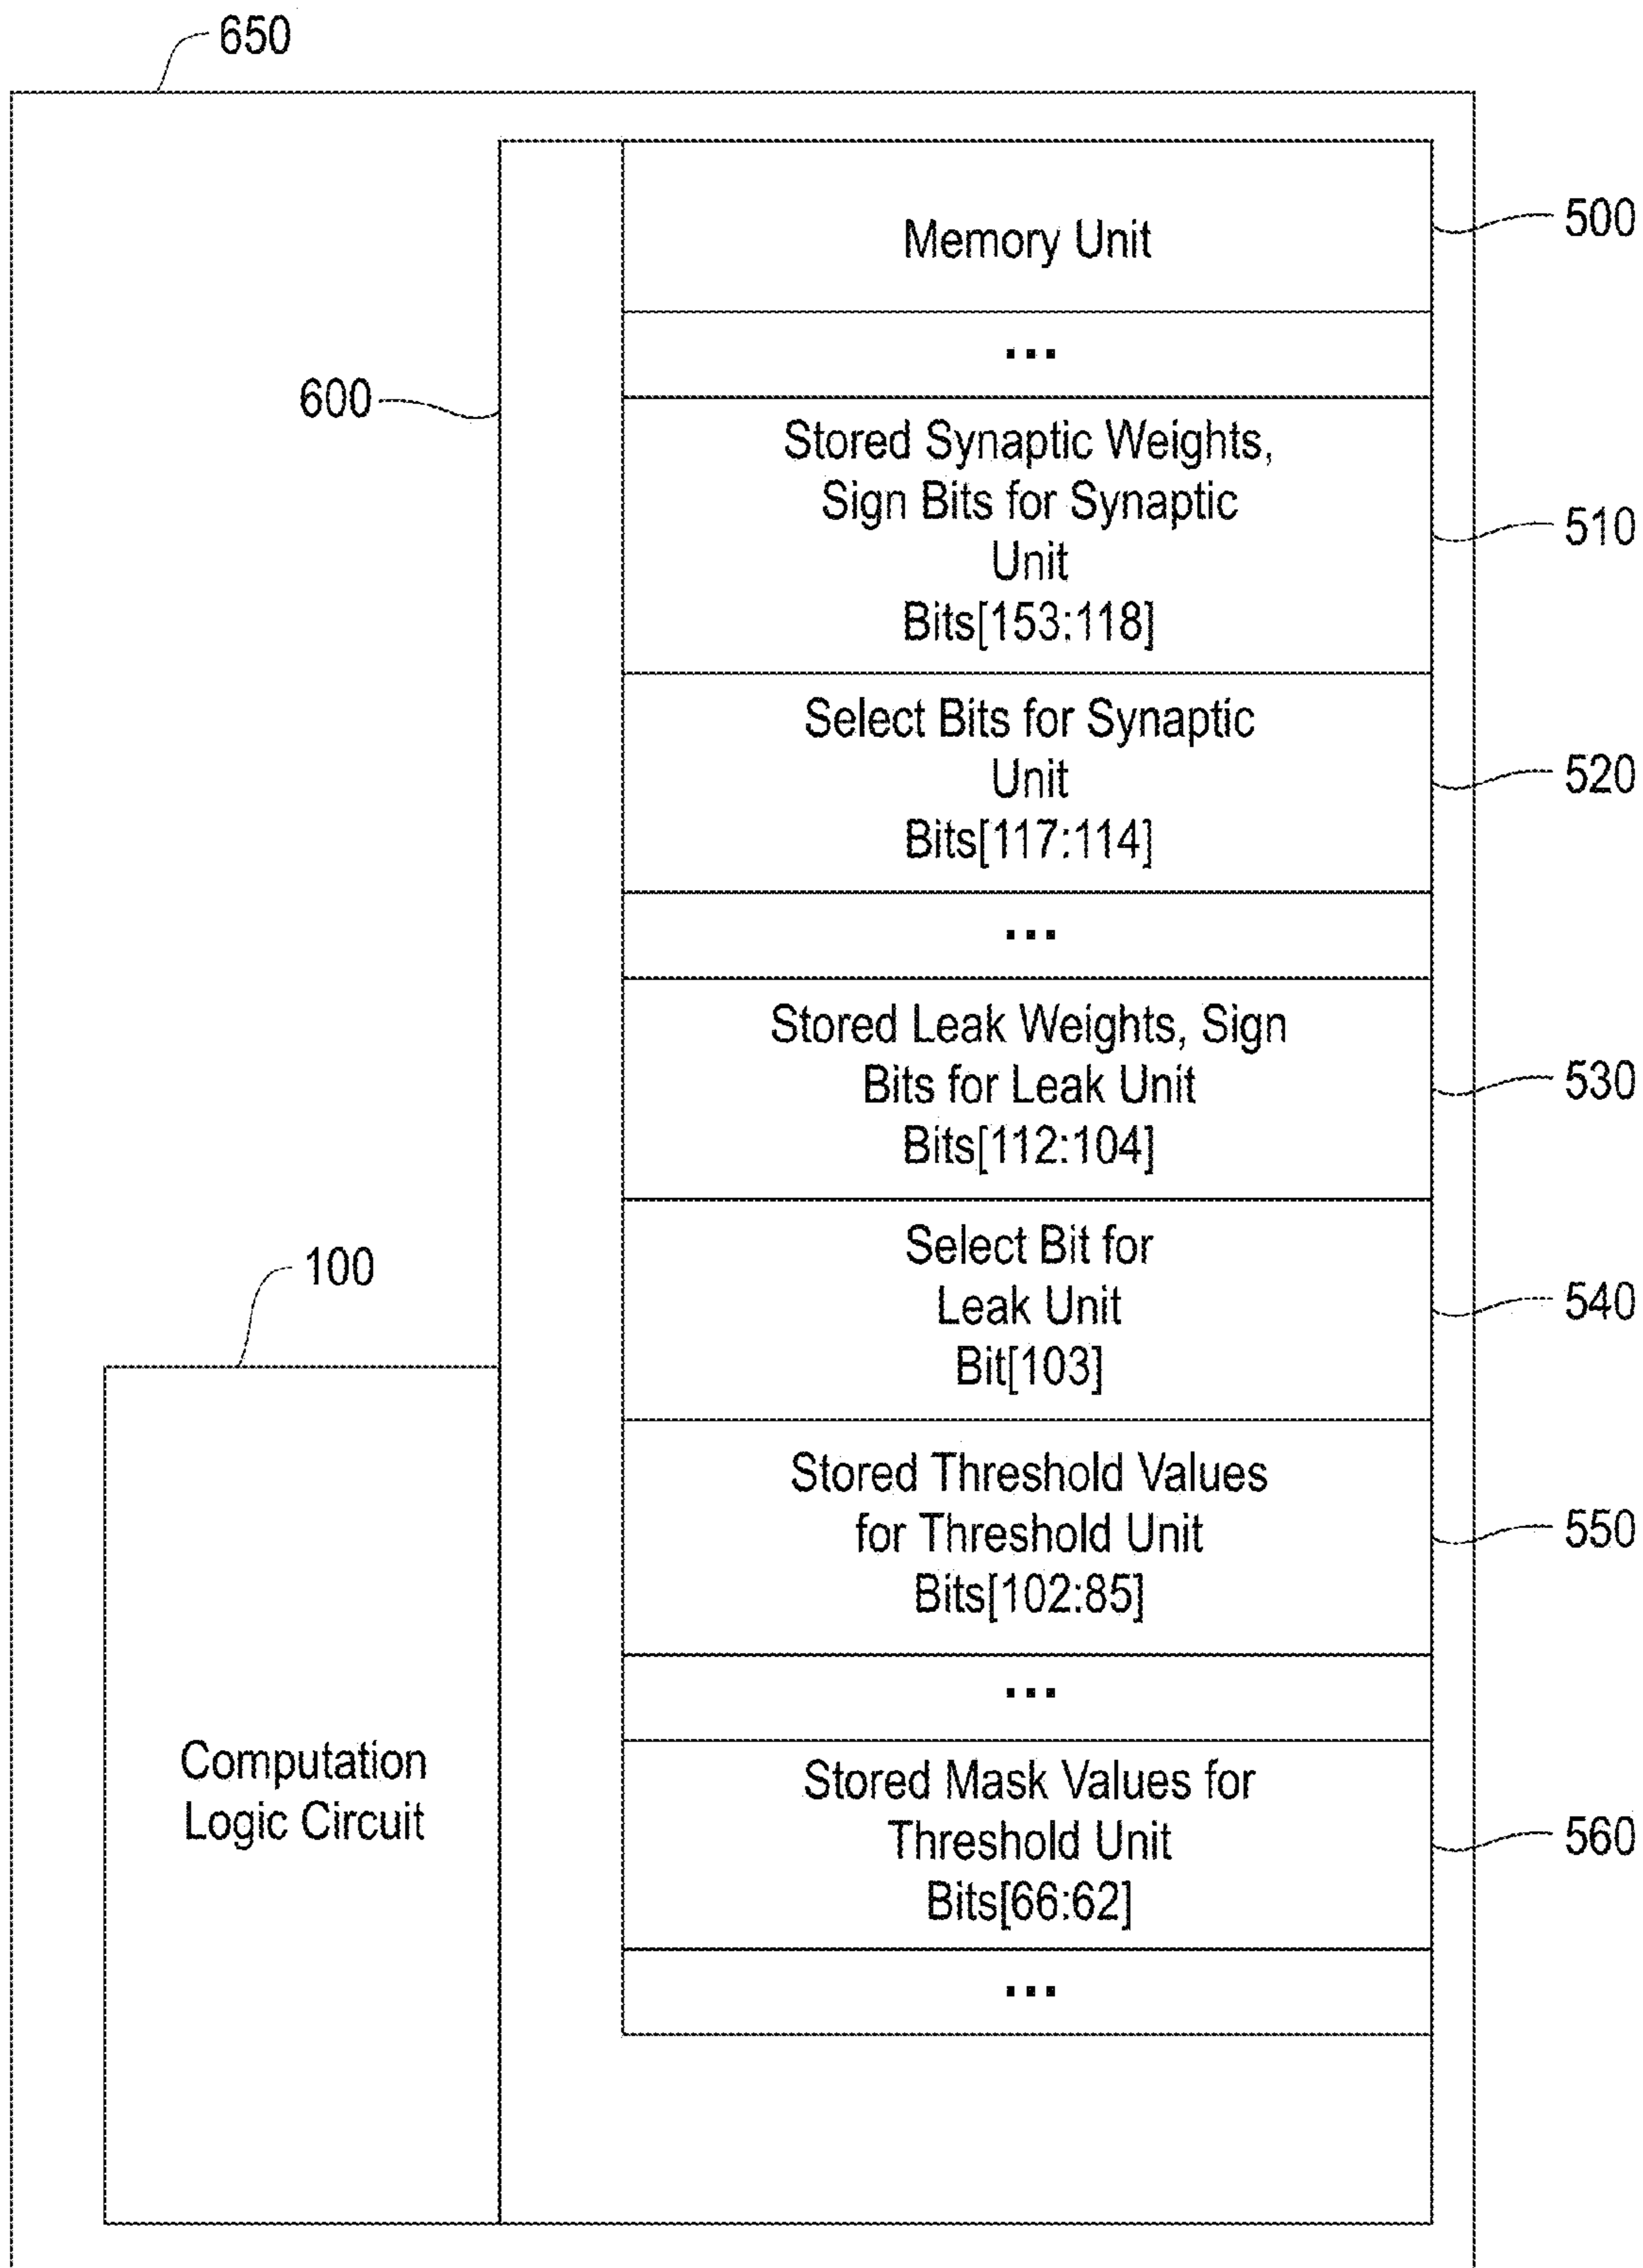 650
Memory Unit
500
...
600
Stored Synaptic Weights,
Sign Bits for Synaptic
Unit
Bits[153:118]
510
Select Bits for Synaptic
Unit
Bits[117:114]
520
...
Stored Leak Weights, Sign
Bits for Leak Unit
Bits[112:104]
530
Select Bit for
Leak Unit
Bit[103]
540
100
Stored Threshold Values
for Threshold Unit
Bits[102:85]
550
...
Computation
Logic Circuit
Stored Mask Values for
Threshold Unit
Bits[66:62]
560
...